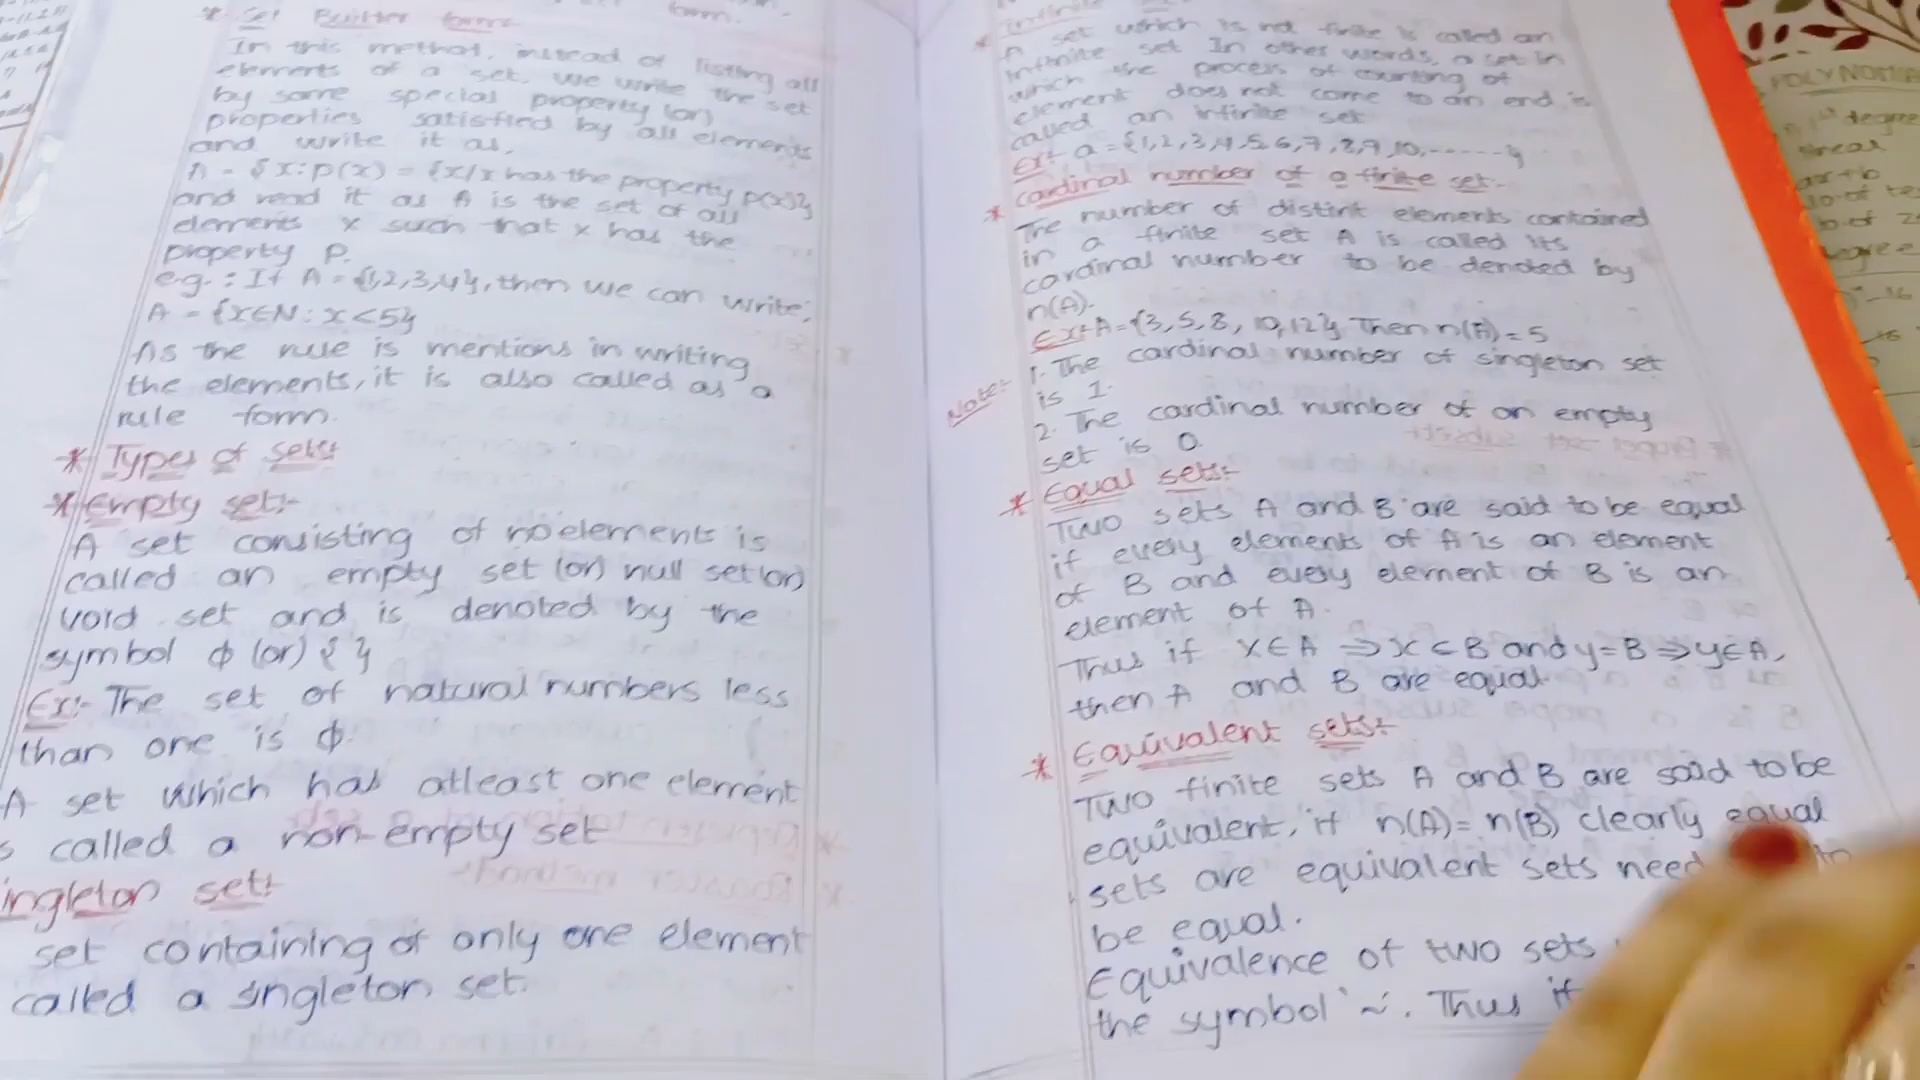 * Set Builder form
In this method, instead of listing all
elements of a set, we write the set
by some special property (or)
properties satisfied by all elements
and write it as,
A = {x:p(x) = {x/x has the property p(x)}
and read it as A is the set of all
elements x such that x has the
property P.
e.g. : If A = {1,2,3,4}, then we can write;
A = {x∈N : x<5}
As the rule is mentions in writing
the elements, it is also called as a
rule form.
* Types of sets:
* Empty set:-
A set consisting of no elements is
called an empty set (or) null set (or)
void set and is denoted by the
symbol ϕ (or) { }
Ex:- The set of natural numbers less
than one is ϕ.
A set which has atleast one element
s called a non-empty set
ingleton set:
set containing of only one element
called a singleton set.
* infinite
A set which is not finite is called an
infinite set In other words, a set in
which the process of counting of
element does not come to an end is
called an infinite set
Ex:- a = {1,2,3,4,5,6,7,8,9,10,------}
* cardinal number of a finite set:-
The number of distint elements contained
in a finite set A is called its
cardinal number to be denoted by
n(A).
Ex:- A = {3, 5, 8, 10, 12} Then n(A) = 5
Note:- 1. The cardinal number of singleton set
is 1.
2. The cardinal number of an empty
set is 0.
* Equal sets:-
Two sets A and B are said to be equal
if every elements of A is an element
of B and every element of B is an
element of A.
Thus if x∈A ⇒ x∈B and y=B ⇒ y∈A,
then A and B are equal.
* Equivalent sets:-
Two finite sets A and B are said to be
equivalent, if n(A) = n(B) clearly equal
sets are equivalent sets need
be equal.
Equivalence of two sets
the symbol '~'. Thus if
POLYNOMIA
degree